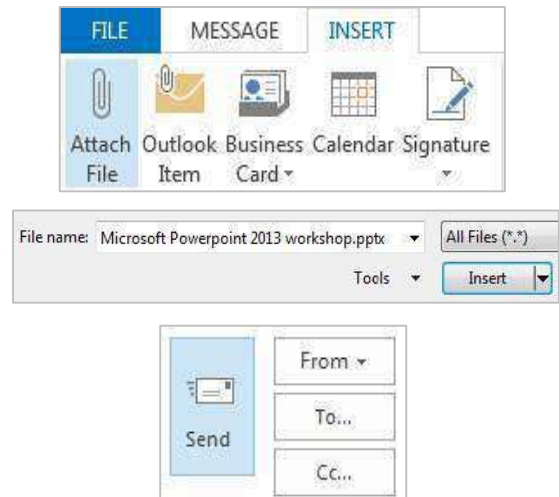 FILE MESSAGE INSERT
Attach Outlook Business Calendar Signature
File Item Card
File name: Microsoft Powerpoint 2013 workshop.pptx All Files (*.*)
Tools Insert
From
To...
Send
Cc...